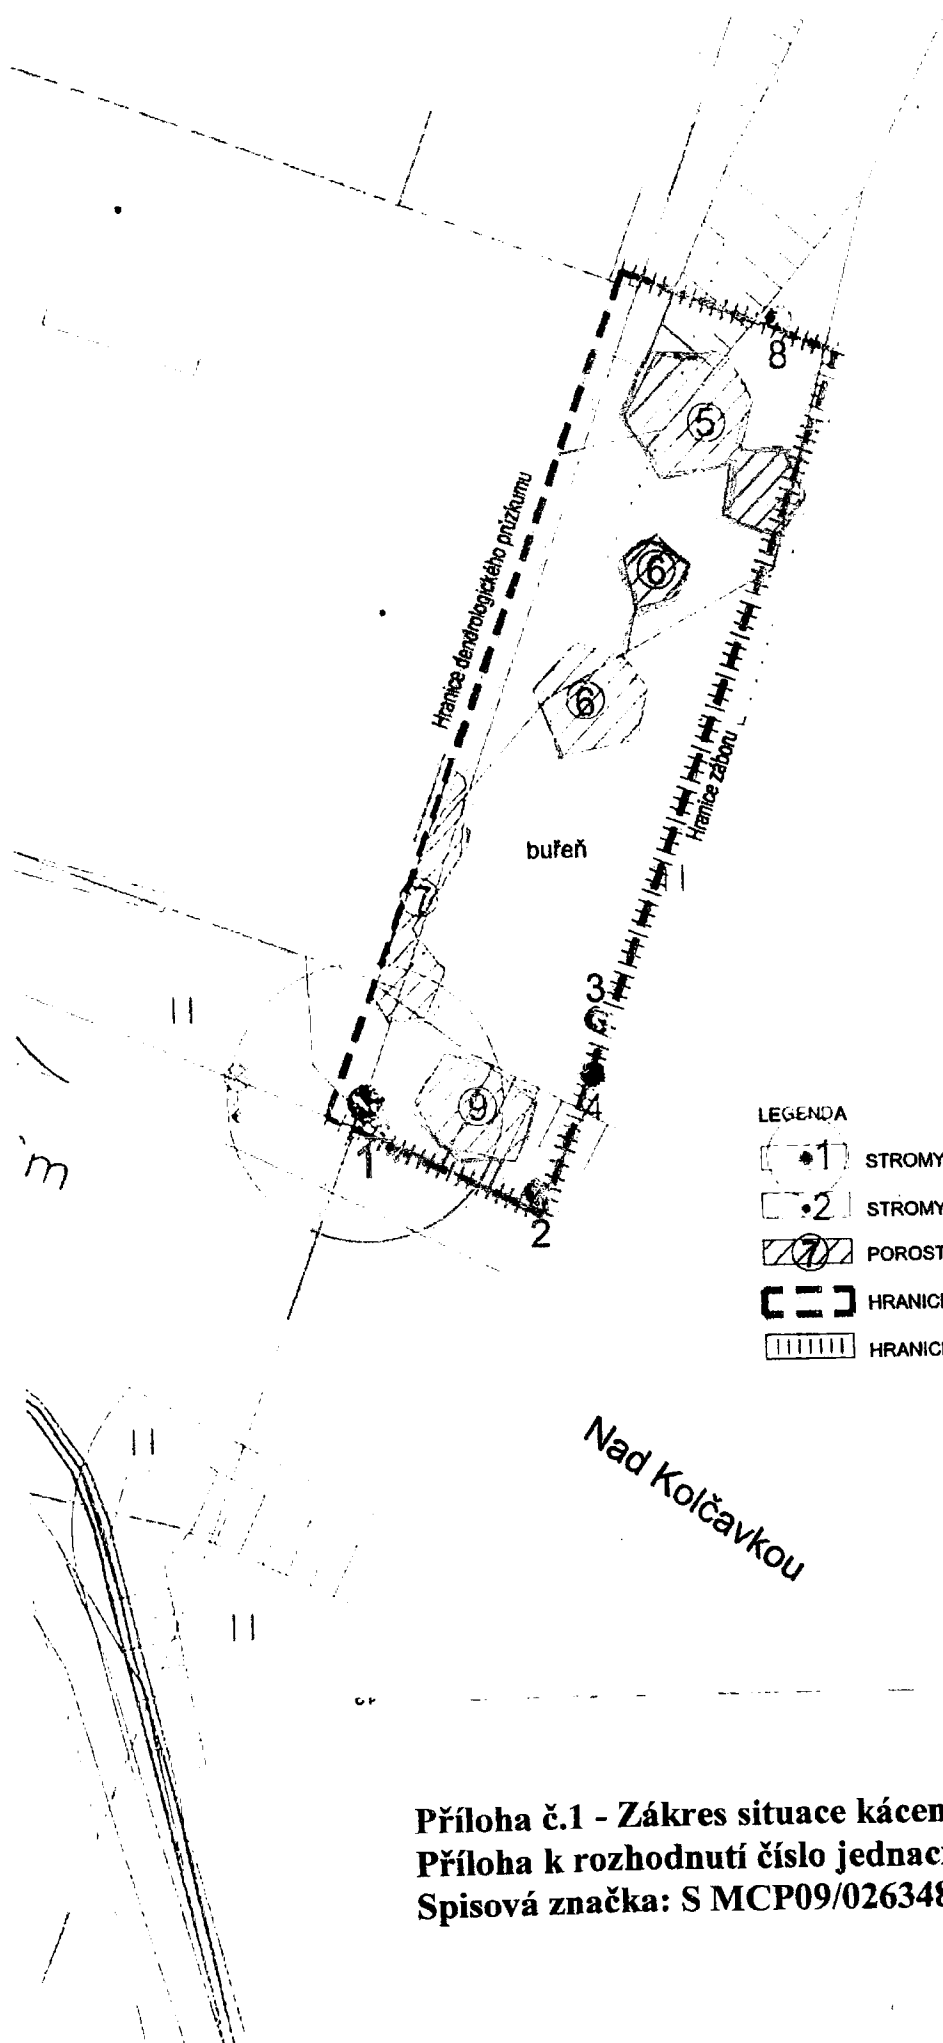 8
5
Hranice dendrologického průzkumu
6
6
Hranice záboru
buřeň
7
3
4
9
1
2
m
LEGENDA
1 STROMY
2 STROMY
7 POROST
HRANIC
HRANIC
Nad Kolčavkou
Příloha č.1 - Zákres situace kácen
Příloha k rozhodnutí číslo jednac
Spisová značka: S MCP09/026348